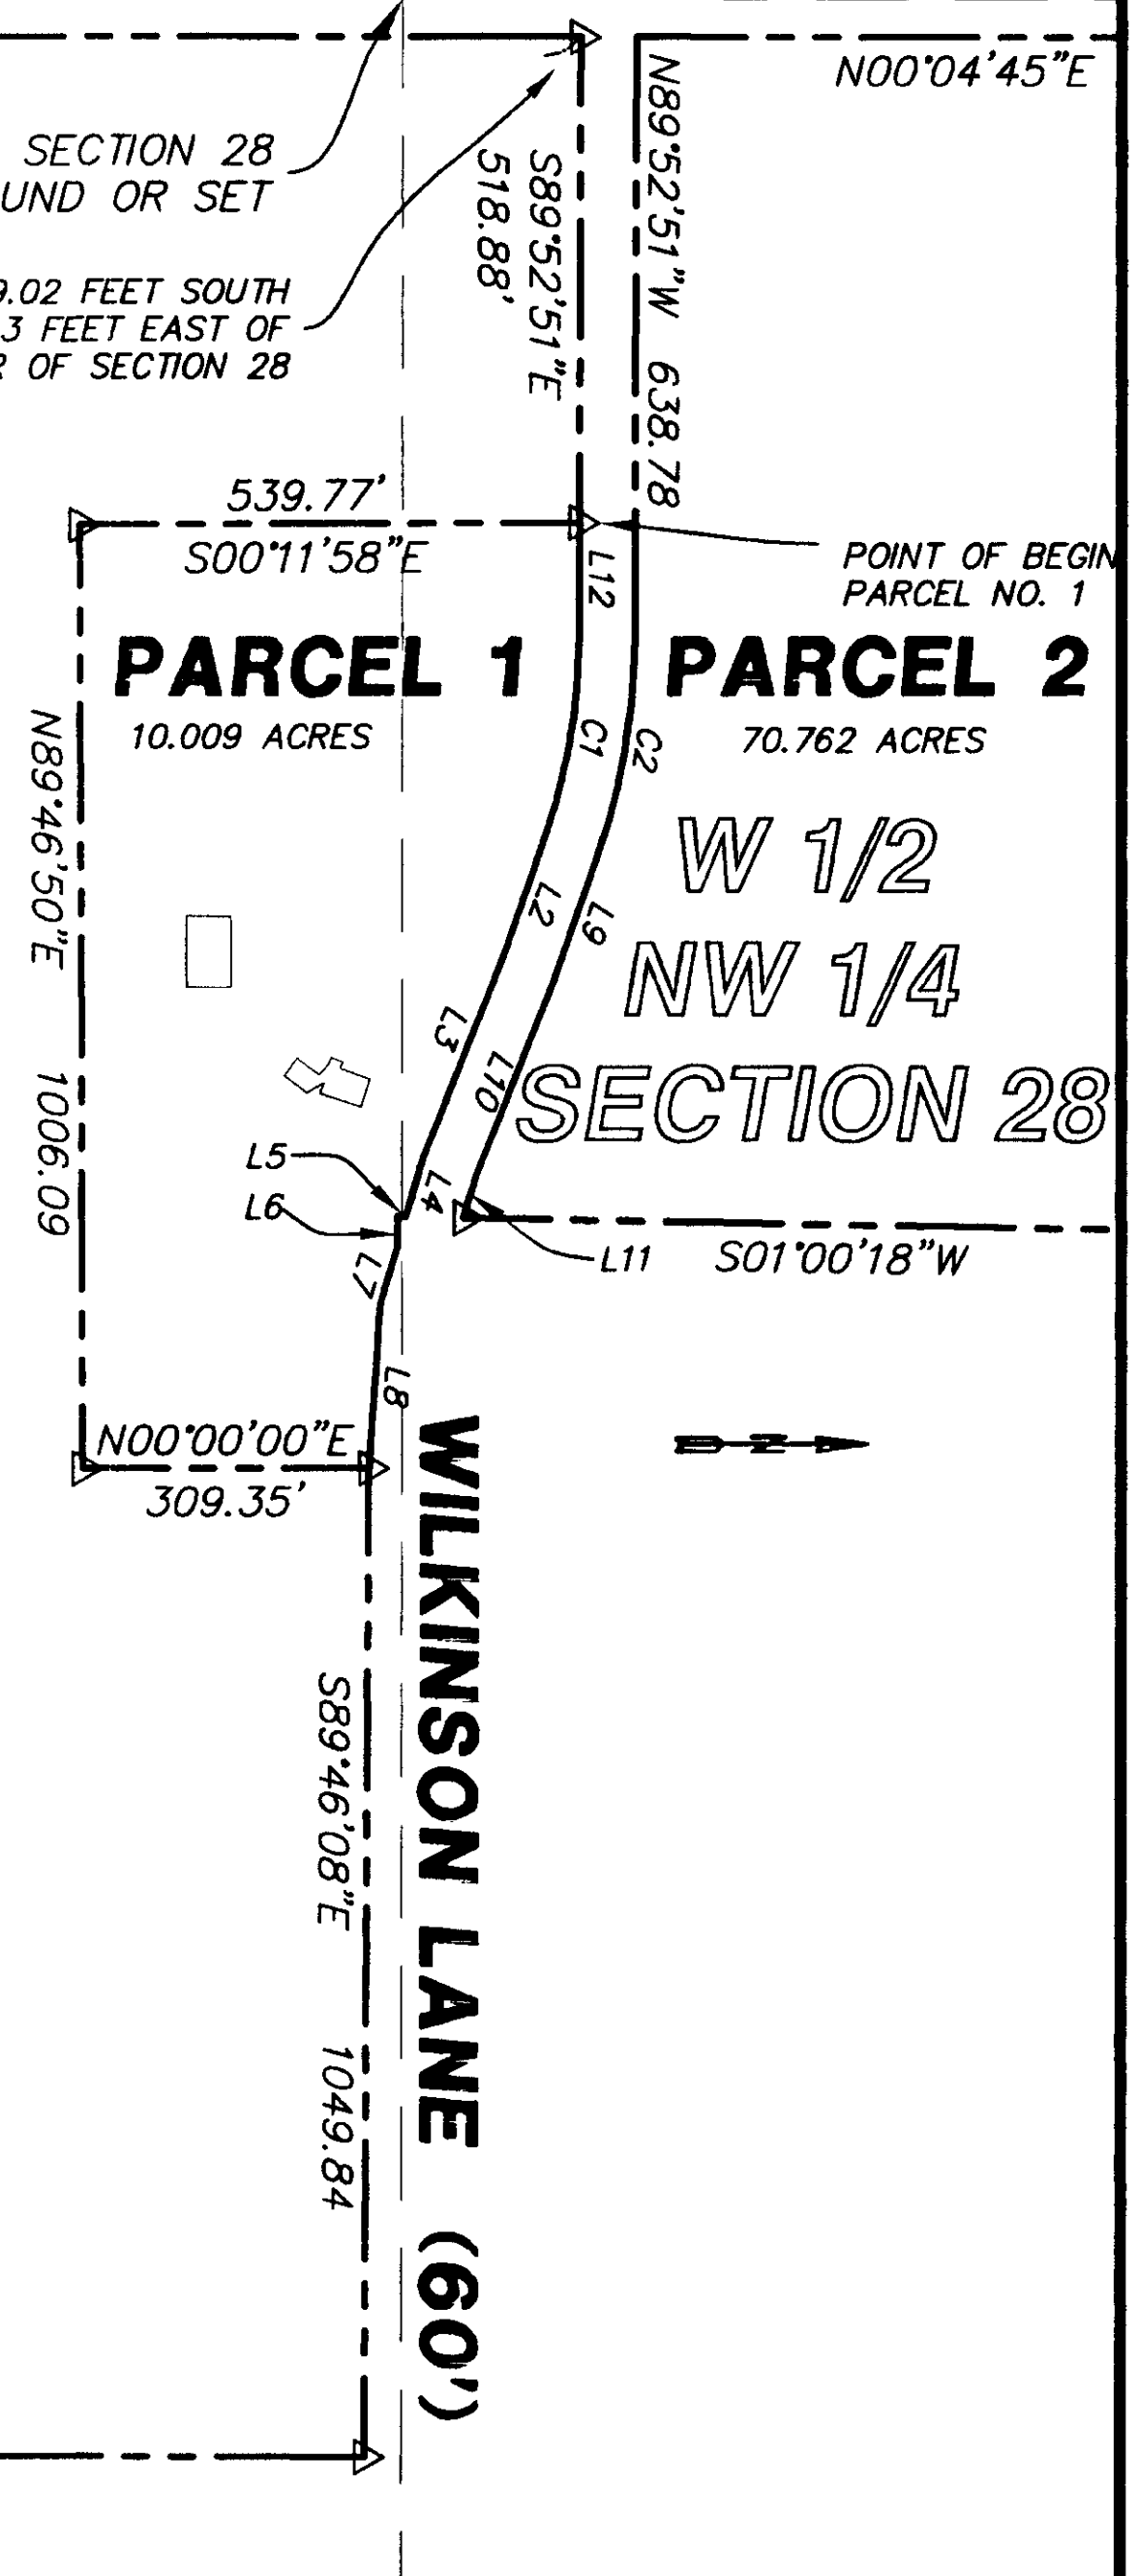 N00°04'45"E
SECTION 28
UND OR SET
9.02 FEET SOUTH
3 FEET EAST OF
R OF SECTION 28
S89°52'51"E
518.88'
N89°52'51"W 638.78
539.77'
S00°11'58"E
L12
POINT OF BEGIN
PARCEL NO. 1
PARCEL 1
10.009 ACRES
PARCEL 2
70.762 ACRES
C1
C2
W 1/2
NW 1/4
SECTION 28
L2
L9
L3
L10
N89°46'50"E 1006.09
L5
L6
L4
L11
S01°00'18"W
L7
L8
N00°00'00"E
309.35'
N
WILKINSON LANE (60')
S89°46'08"E 1049.84